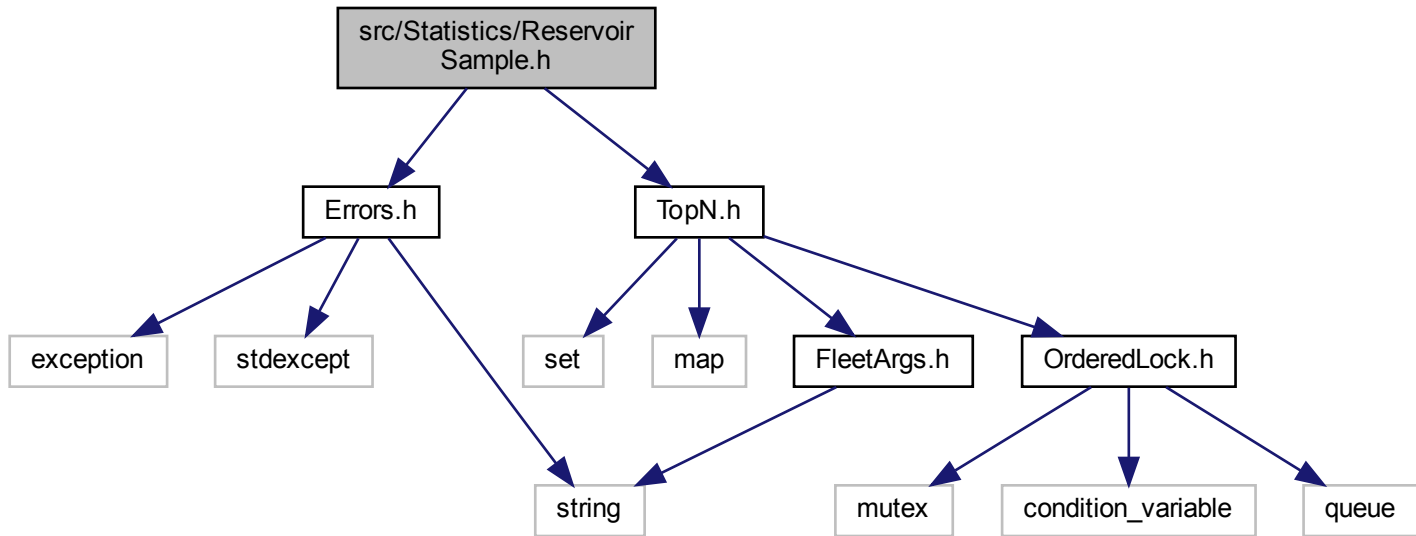 src/Statistics/Reservoir
Sample.h
Errors.h
TopN.h
exception
stdexcept
set
map
FleetArgs.h
OrderedLock.h
string
mutex
condition_variable
queue